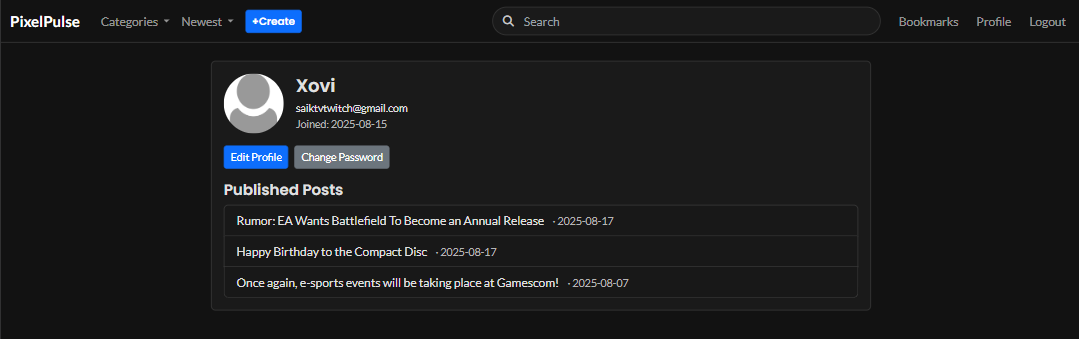 PixelPulse Categories Newest +Create Search Bookmarks Profile Logout
Xovi
saiktvtwitch@gmail.com
Joined: 2025-08-15
Edit Profile Change Password
Published Posts
Rumor: EA Wants Battlefield To Become an Annual Release · 2025-08-17
Happy Birthday to the Compact Disc · 2025-08-17
Once again, e-sports events will be taking place at Gamescom! · 2025-08-07